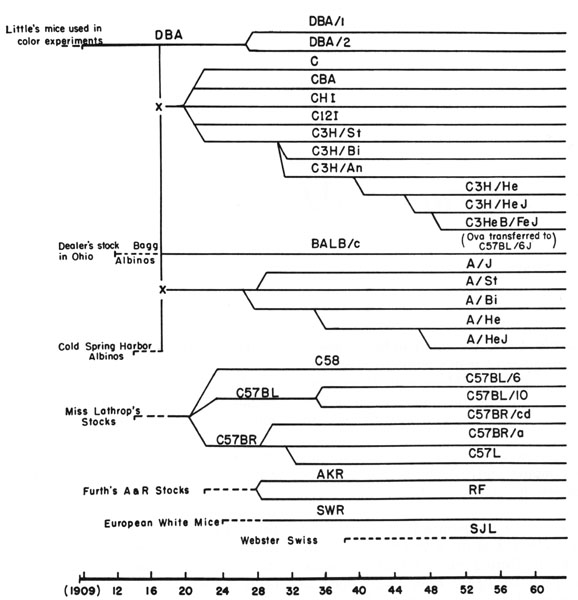 DBA/1
Little's mice used in
color experiments
DBA
DBA/2
C
CBA
X
CHI
C12I
C3H/St
C3H/Bi
C3H/An
C3H/He
C3H/HeJ
C3HeB/FeJ
(Ova transferred to)
C57BL/6J
Dealer's stock
in Ohio
Bagg
Albinos
BALB/c
A/J
A/St
X
A/Bi
A/He
A/HeJ
Cold Spring Harbor
Albinos
C58
C57BL/6
C57BL
C57BL/10
Miss Lathrop's
Stocks
C57BR/cd
C57BR
C57BR/a
C57L
AKR
Furth's A&R Stocks
RF
SWR
European White Mice
SJL
Webster Swiss
(1909) 12 16 20 24 28 32 36 40 44 48 52 56 60